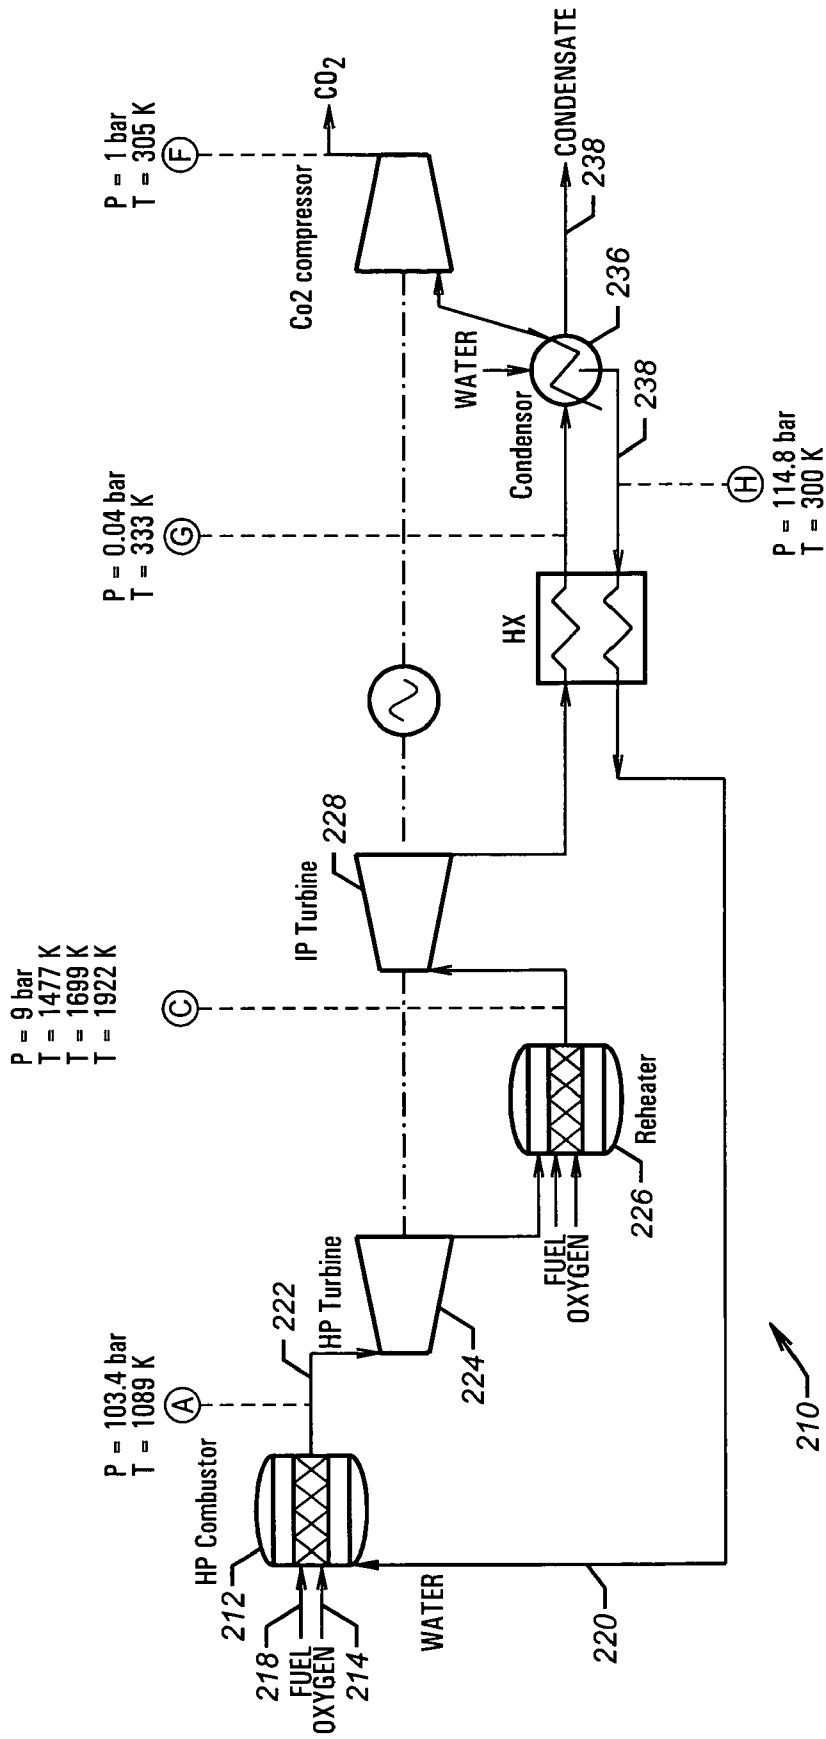 P = 103.4 bar
T = 1089 K
A
HP Combustor
212
218
FUEL
OXYGEN
214
WATER
220
222
HP Turbine
224
FUEL
OXYGEN
226
Reheater
P = 9 bar
T = 1477 K
T = 1699 K
T = 1922 K
C
IP Turbine
228
HX
P = 0.04 bar
T = 333 K
G
Condensor
WATER
236
238
H
P = 114.8 bar
T = 300 K
Co2 compressor
P = 1 bar
T = 305 K
F
CO2
CONDENSATE
238
210